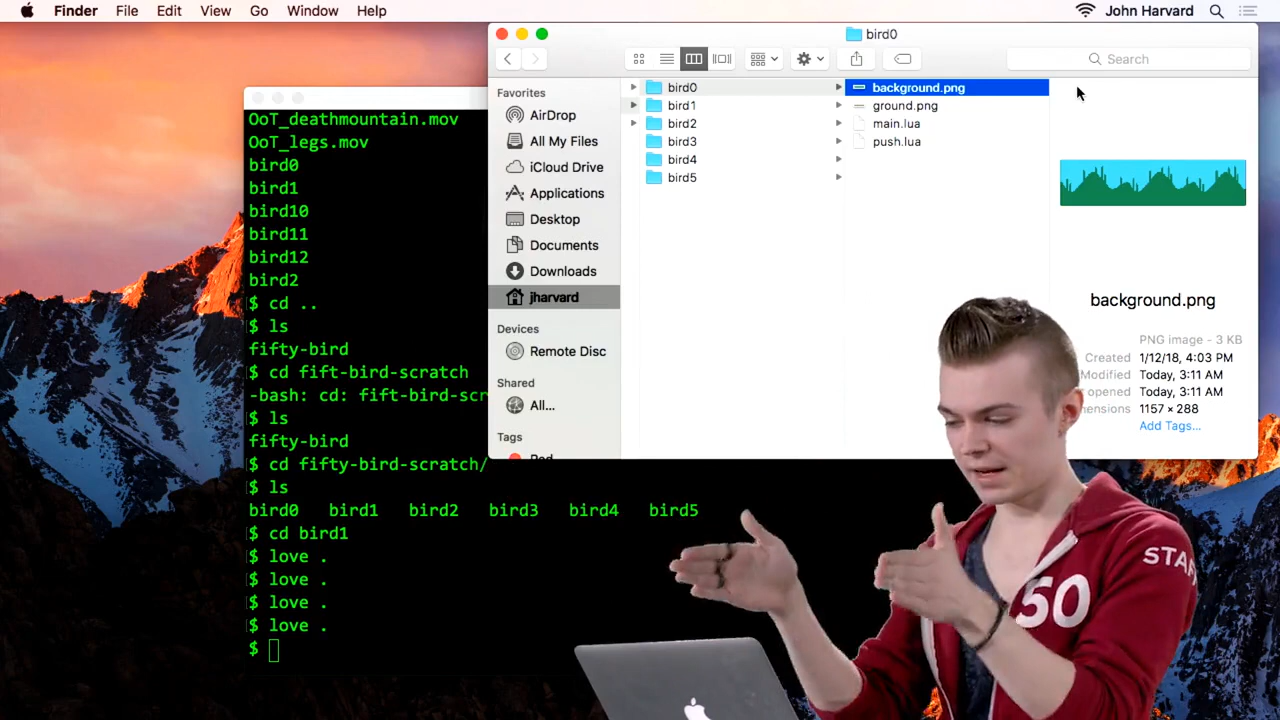 Finder File Edit View Go Window Help John Harvard
bird0
Search
Favorites
AirDrop
All My Files
iCloud Drive
Applications
Desktop
Documents
Downloads
jharvard
Devices
Remote Disc
Shared
All...
Tags
bird0
bird1
bird2
bird3
bird4
bird5
background.png
ground.png
main.lua
push.lua
background.png
PNG image - 3 KB
Created 1/12/18, 4:03 PM
Modified Today, 3:11 AM
opened Today, 3:11 AM
1157 × 288
Add Tags...
OoT_deathmountain.mov
OoT_legs.mov
bird0
bird1
bird10
bird11
bird12
bird2
$ cd ..
$ ls
fifty-bird
$ cd fift-bird-scratch
-bash: cd: fift-bird-scr
$ ls
fifty-bird
$ cd fifty-bird-scratch/
$ ls
bird0 bird1 bird2 bird3 bird4 bird5
$ cd bird1
$ love .
$ love .
$ love .
$ love .
$
STAF
50